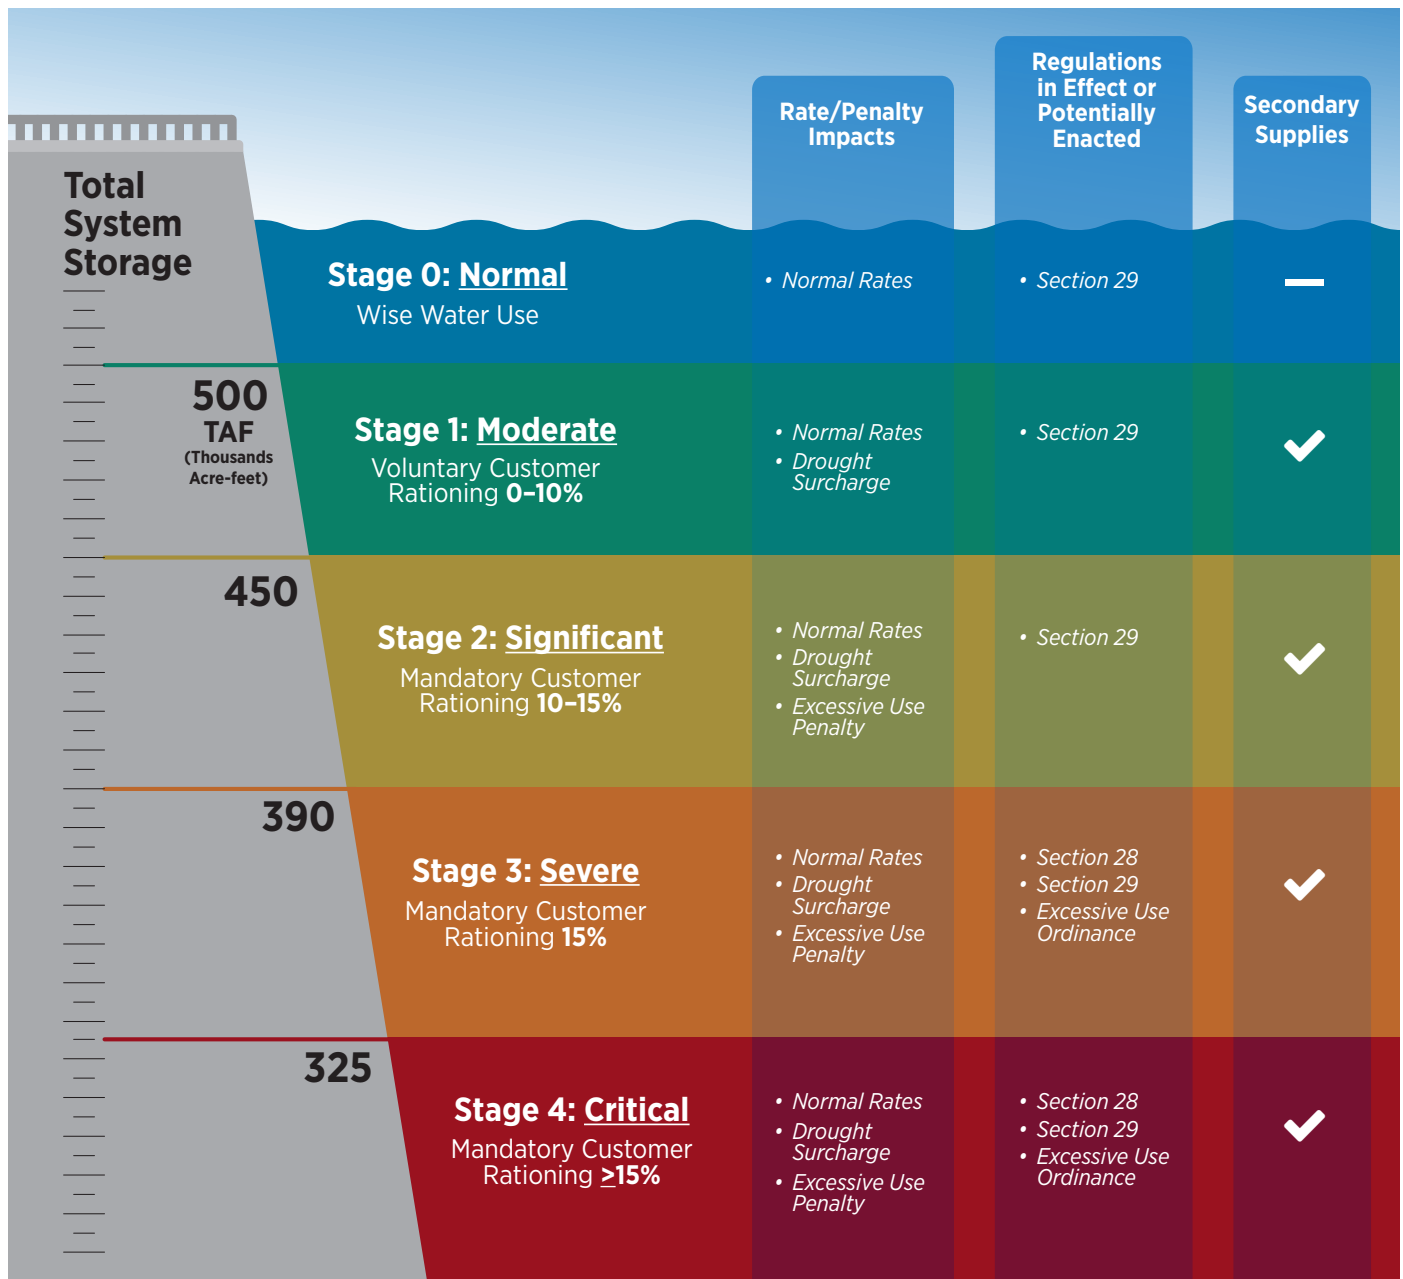 Rate/Penalty
Impacts
Regulations
in Effect or
Potentially
Enacted
Secondary
Supplies
Total
System
Storage
Stage 0: Normal
Wise Water Use
• Normal Rates
• Section 29
500
TAF
(Thousands
Acre-feet)
Stage 1: Moderate
Voluntary Customer
Rationing 0–10%
• Normal Rates
• Drought
Surcharge
• Section 29
450
Stage 2: Significant
Mandatory Customer
Rationing 10–15%
• Normal Rates
• Drought
Surcharge
• Excessive Use
Penalty
• Section 29
390
Stage 3: Severe
Mandatory Customer
Rationing 15%
• Normal Rates
• Drought
Surcharge
• Excessive Use
Penalty
• Section 28
• Section 29
• Excessive Use
Ordinance
325
Stage 4: Critical
Mandatory Customer
Rationing ≥15%
• Normal Rates
• Drought
Surcharge
• Excessive Use
Penalty
• Section 28
• Section 29
• Excessive Use
Ordinance